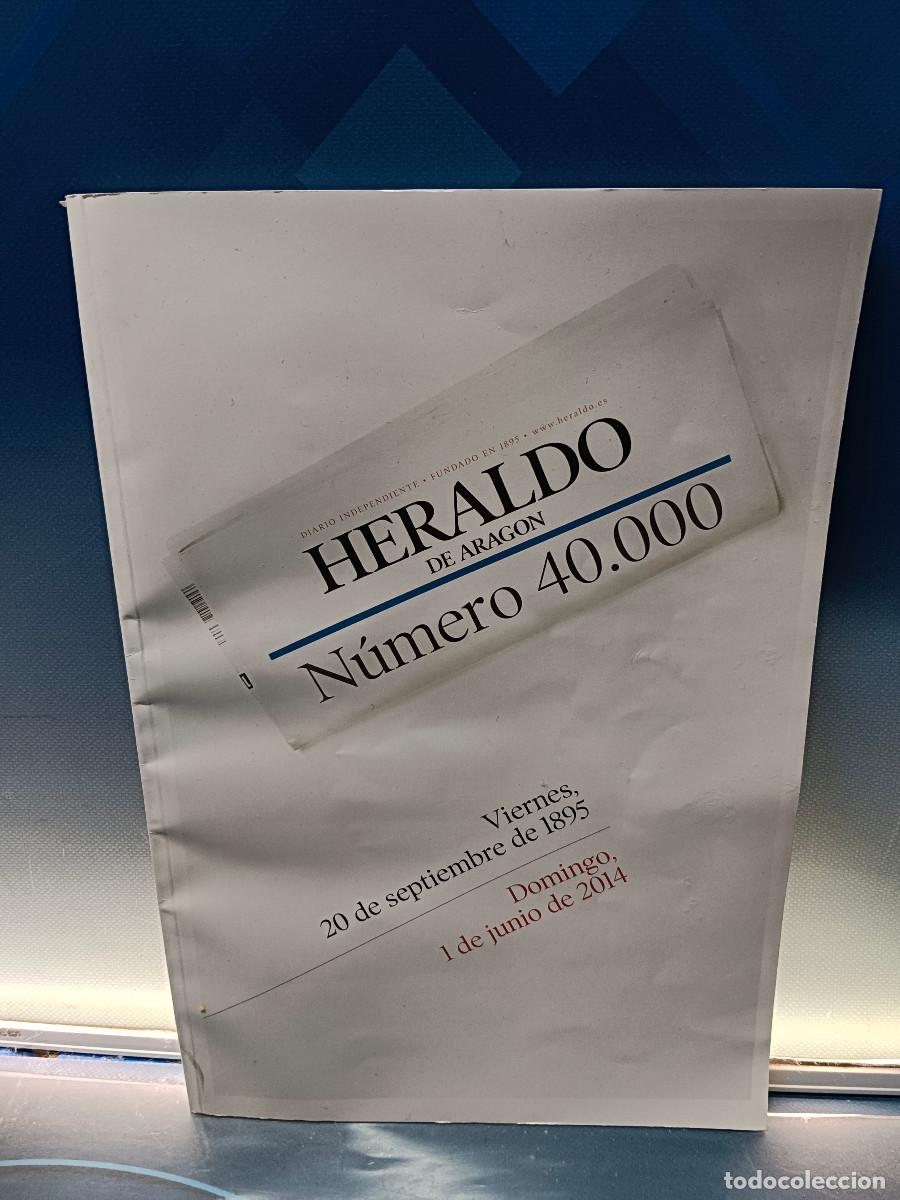 DIARIO INDEPENDIENTE • FUNDADO EN 1895 • www.heraldo.es
HERALDO
DE ARAGON
Número 40.000
Viernes,
20 de septiembre de 1895
Domingo,
1 de junio de 2014
todocoleccion